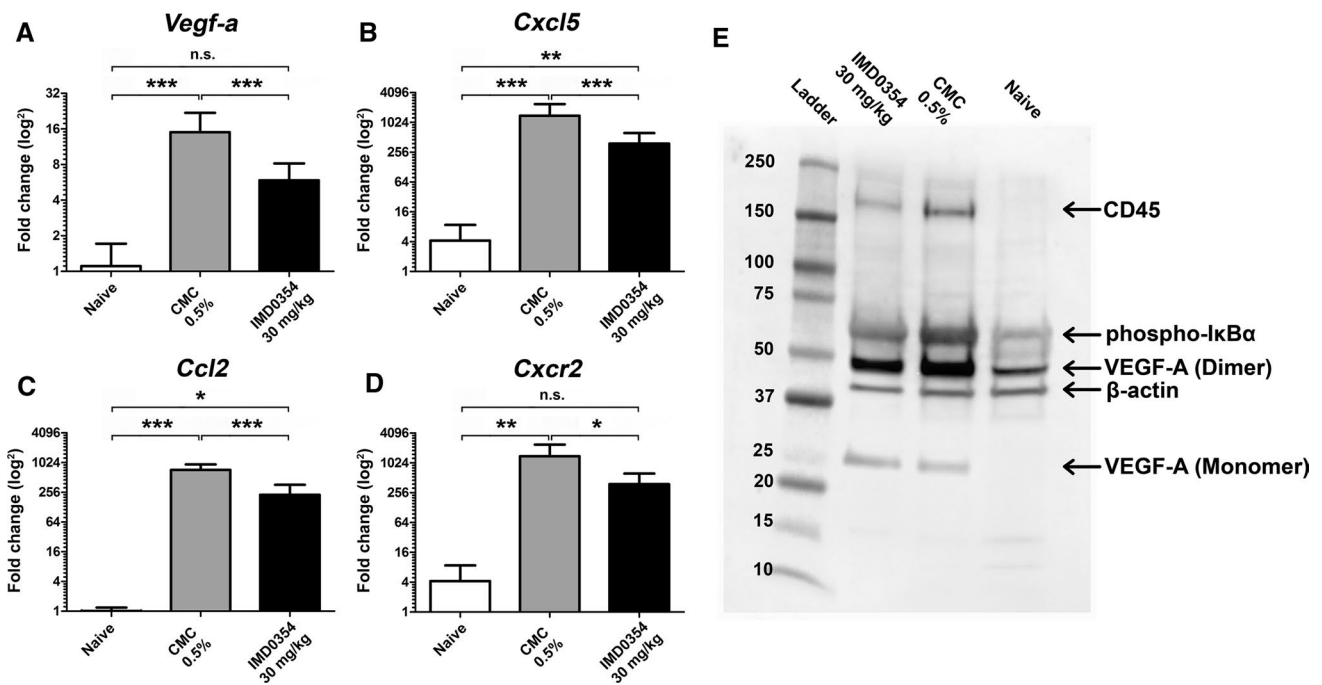 A
Vegf-a
n.s.
***
***
Fold change (log²)
32
16
8
4
2
1
Naive
CMC
0.5%
IMD0354
30 mg/kg
B
Cxcl5
**
***
***
Fold change (log²)
4096
1024
256
64
16
4
1
Naive
CMC
0.5%
IMD0354
30 mg/kg
C
Ccl2
*
***
***
Fold change (log²)
4096
1024
256
64
16
4
1
Naive
CMC
0.5%
IMD0354
30 mg/kg
D
Cxcr2
n.s.
**
*
Fold change (log²)
4096
1024
256
64
16
4
1
Naive
CMC
0.5%
IMD0354
30 mg/kg
E
Ladder
IMD0354
30 mg/kg
CMC
0.5%
Naive
250
150
100
75
50
37
25
20
15
10
CD45
phospho-IκBα
VEGF-A (Dimer)
β-actin
VEGF-A (Monomer)